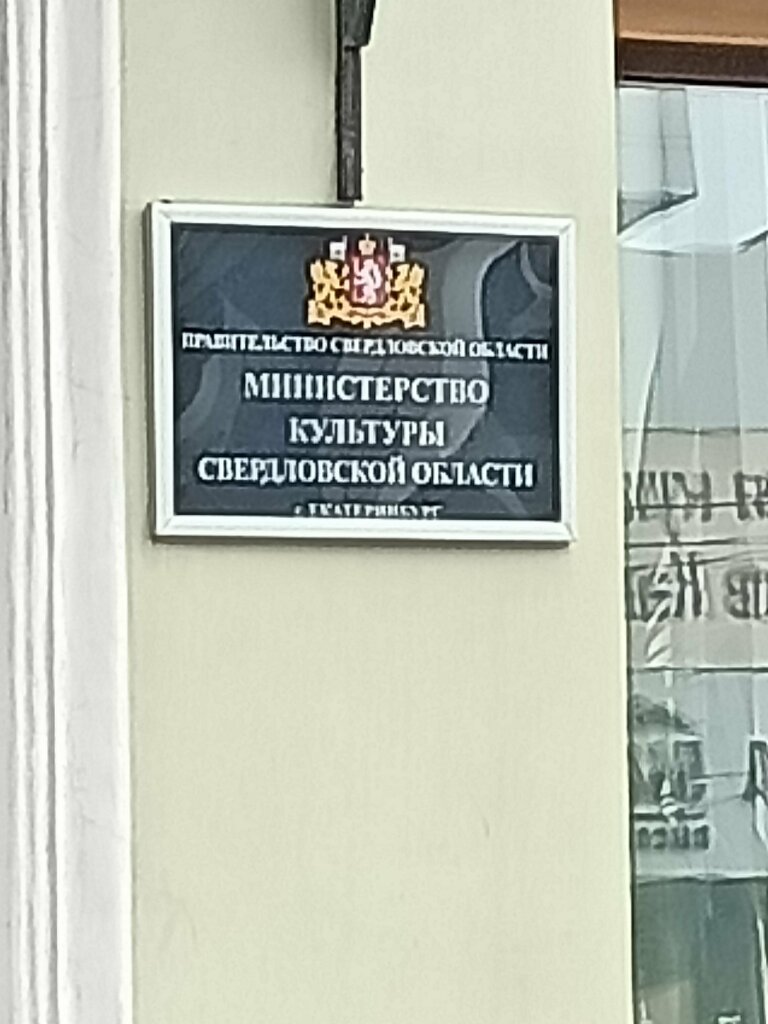 ПРАВИТЕЛЬСТВО СВЕРДЛОВСКОЙ ОБЛАСТИ
МИНИСТЕРСТВО
КУЛЬТУРЫ
СВЕРДЛОВСКОЙ ОБЛАСТИ
г. ЕКАТЕРИНБУРГ